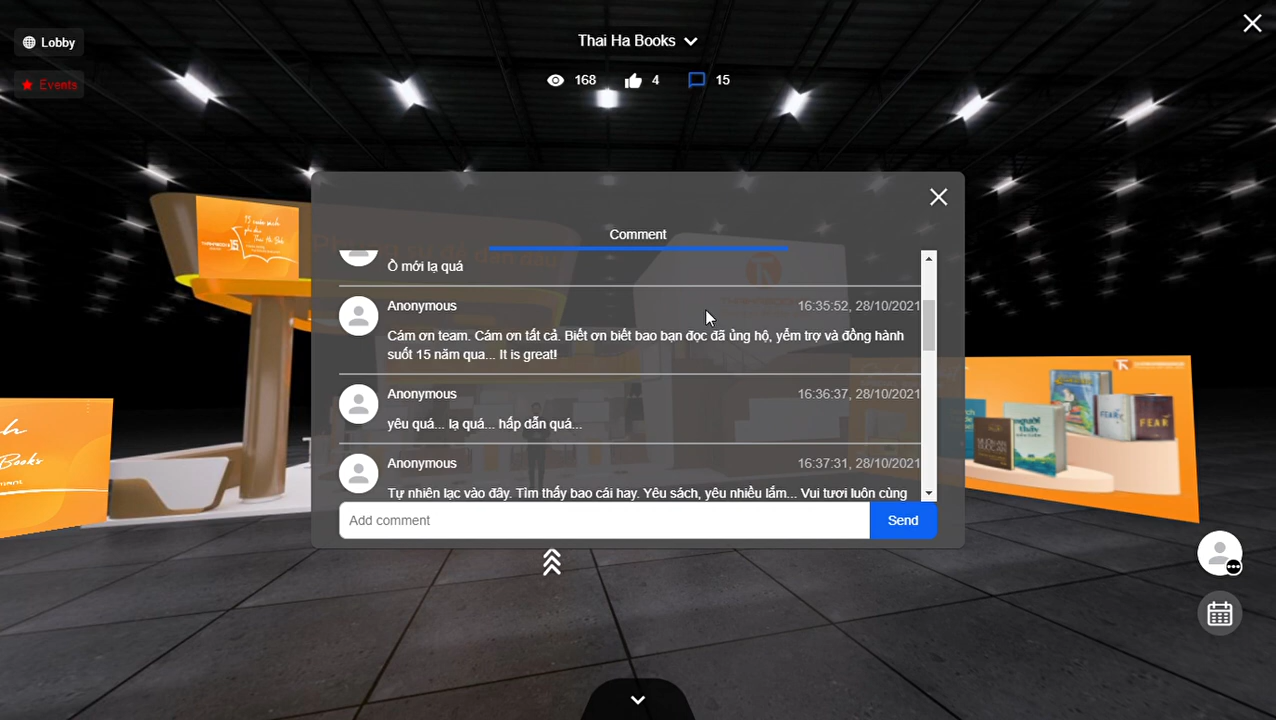 Lobby
Thai Ha Books
Events
168
4
15
Comment
Ồ mới lạ quá
Anonymous
16:35:52, 28/10/2021
Cám ơn team. Cám ơn tất cả. Biết ơn biết bao bạn đọc đã ủng hộ, yểm trợ và đồng hành
suốt 15 năm qua... It is great!
Anonymous
16:36:37, 28/10/2021
yêu quá... lạ quá... hấp dẫn quá...
Anonymous
16:37:31, 28/10/2021
Tự nhiên lạc vào đây. Tìm thấy bao cái hay. Yêu sách, yêu nhiều lắm... Vui tươi luôn cùng
Add comment
Send
Books
FEAR
FEAR